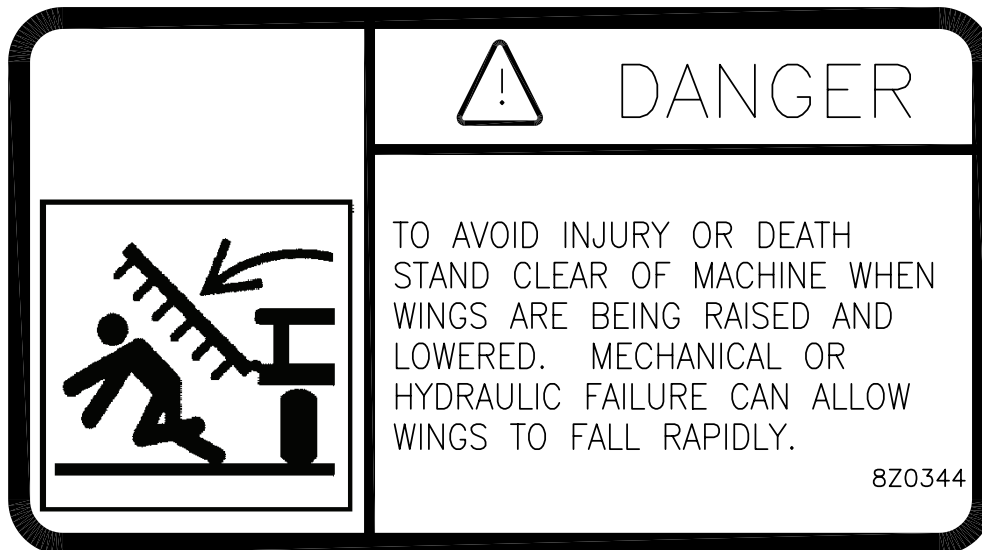 DANGER
TO AVOID INJURY OR DEATH
STAND CLEAR OF MACHINE WHEN
WINGS ARE BEING RAISED AND
LOWERED. MECHANICAL OR
HYDRAULIC FAILURE CAN ALLOW
WINGS TO FALL RAPIDLY.
8Z0344